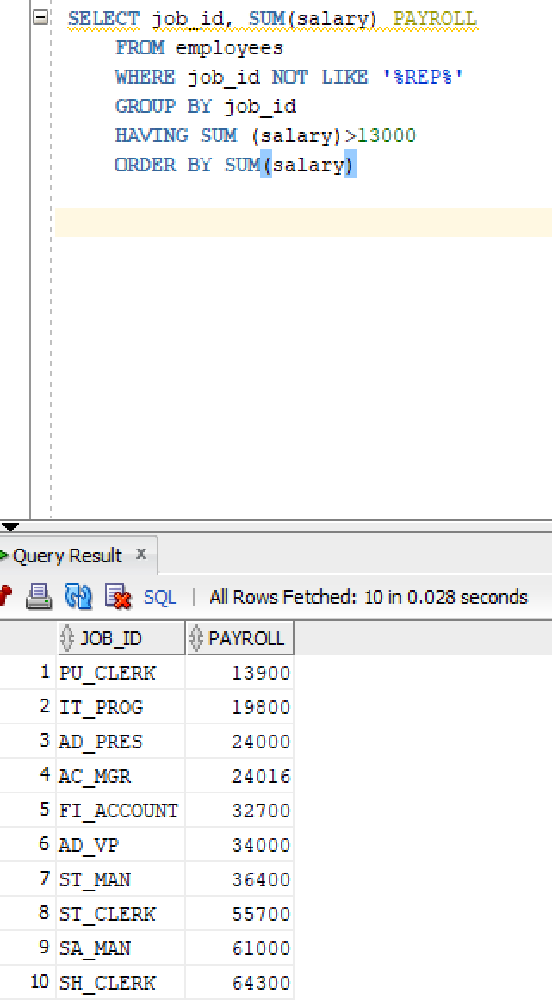 SELECT job_id, SUM(salary) PAYROLL
FROM employees
WHERE job_id NOT LIKE '%REP%'
GROUP BY job_id
HAVING SUM (salary)>13000
ORDER BY SUM(salary)
Query Result x
SQL | All Rows Fetched: 10 in 0.028 seconds
JOB_ID PAYROLL
1 PU_CLERK 13900
2 IT_PROG 19800
3 AD_PRES 24000
4 AC_MGR 24016
5 FI_ACCOUNT 32700
6 AD_VP 34000
7 ST_MAN 36400
8 ST_CLERK 55700
9 SA_MAN 61000
10 SH_CLERK 64300